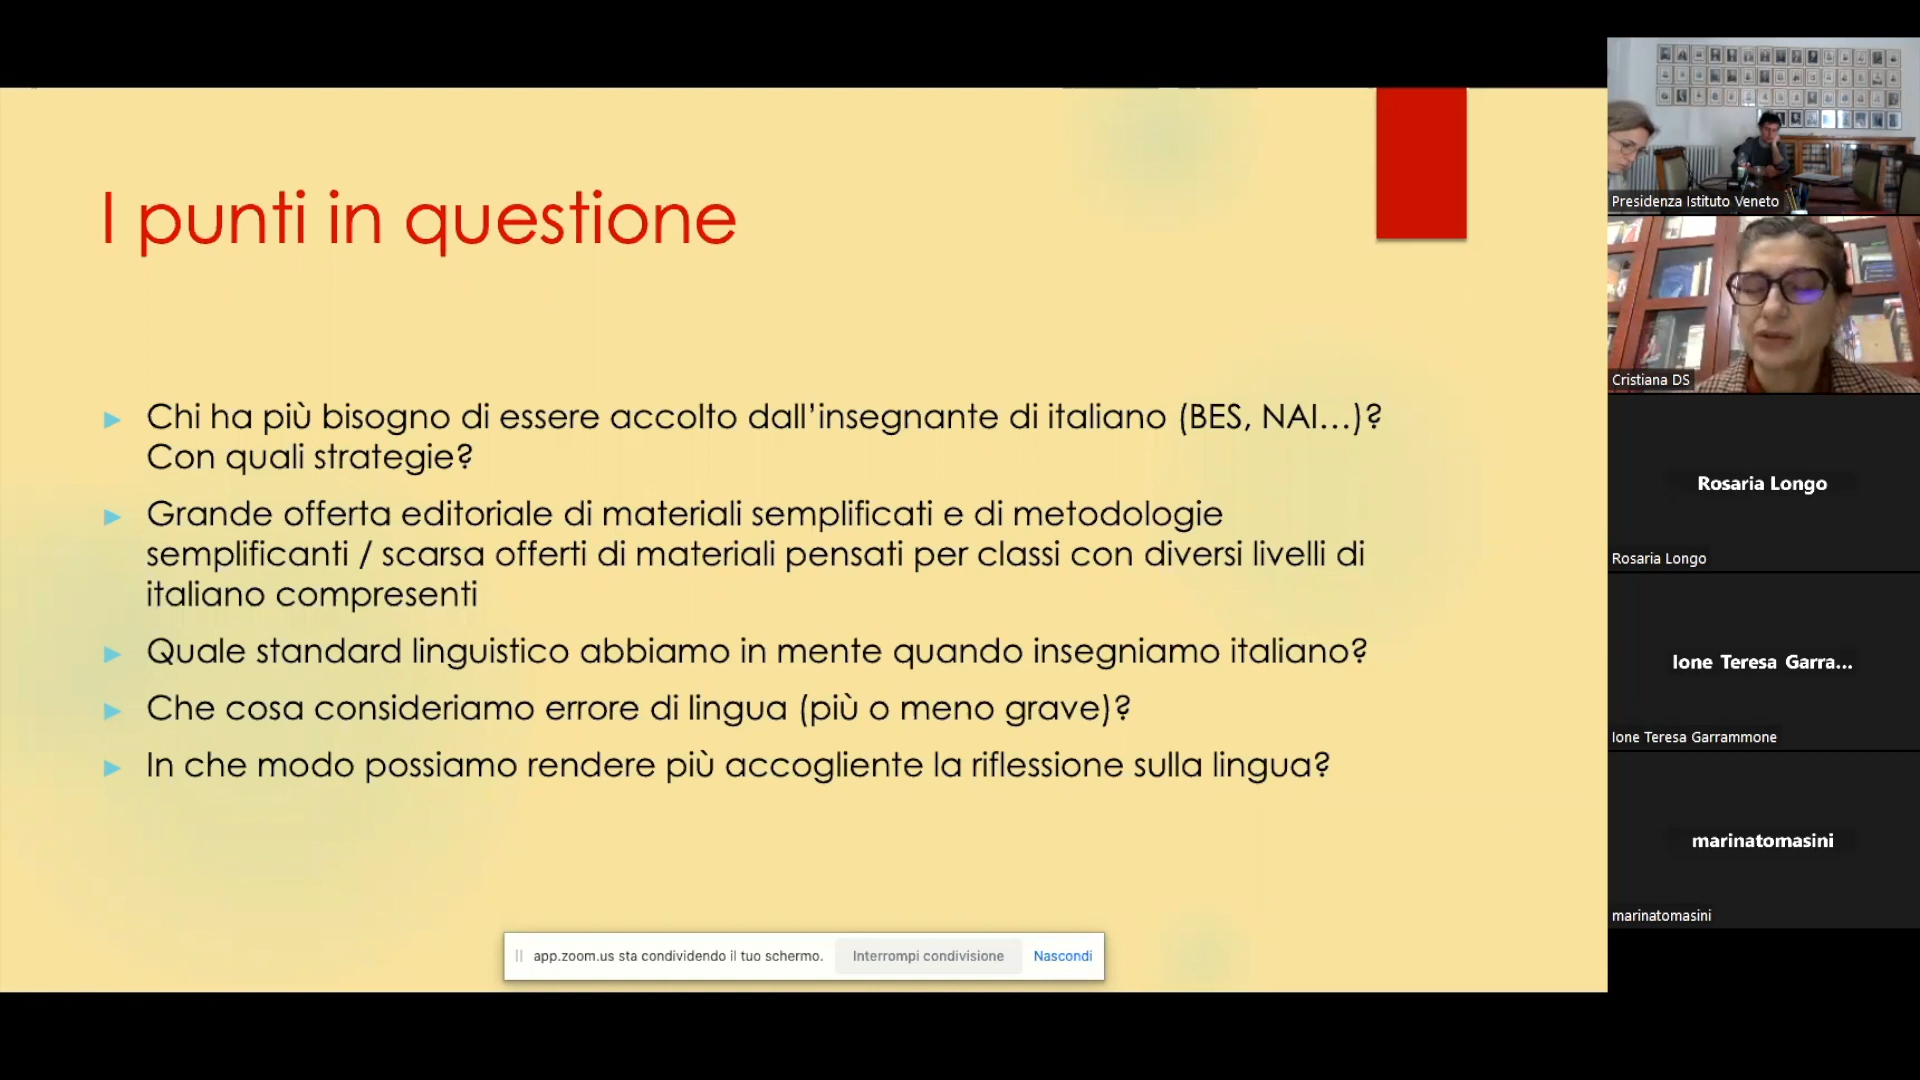 I punti in questione
Chi ha più bisogno di essere accolto dall’insegnante di italiano (BES, NAI…)?
Con quali strategie?
Grande offerta editoriale di materiali semplificati e di metodologie
semplificanti / scarsa offerti di materiali pensati per classi con diversi livelli di
italiano compresenti
Quale standard linguistico abbiamo in mente quando insegniamo italiano?
Che cosa consideriamo errore di lingua (più o meno grave)?
In che modo possiamo rendere più accogliente la riflessione sulla lingua?
app.zoom.us sta condividendo il tuo schermo.
Interrompi condivisione
Nascondi
Presidenza Istituto Veneto
Cristiana DS
Rosaria Longo
Rosaria Longo
Ione Teresa Garra...
Ione Teresa Garrammone
marinatomasini
marinatomasini